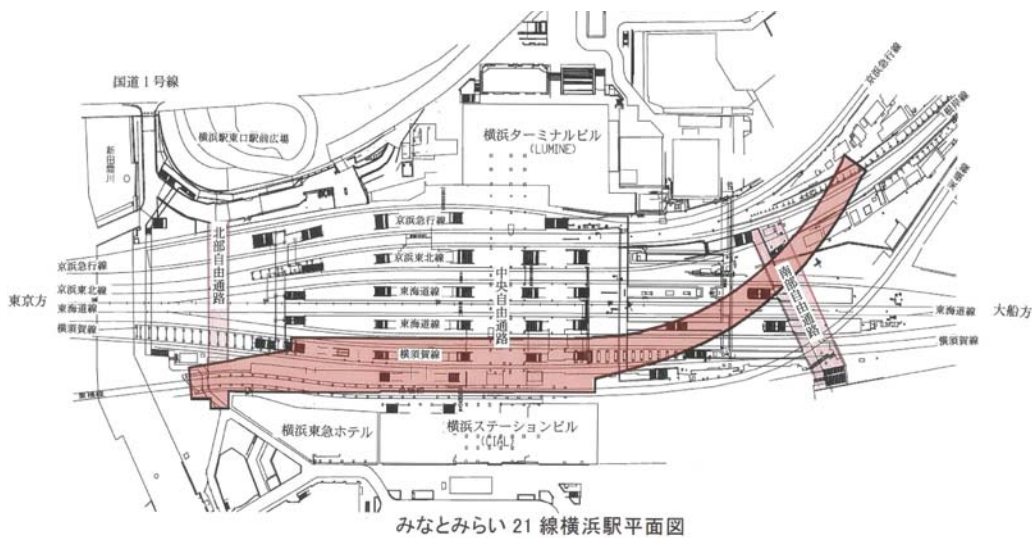 国道1号線
新田間川
横浜駅東口駅前広場
横浜ターミナルビル
(LUMINE)
京浜急行線
根岸線
東横線
北部自由通路
京浜急行線
京浜東北線
東海道線
東海道線
横須賀線
中央自由通路
南部自由通路
東京方
京浜急行線
京浜東北線
東海道線
横須賀線
東横線
大船方
東海道線
横須賀線
横浜東急ホテル
横浜ステーションビル
(CIAL)
みなとみらい21線横浜駅平面図